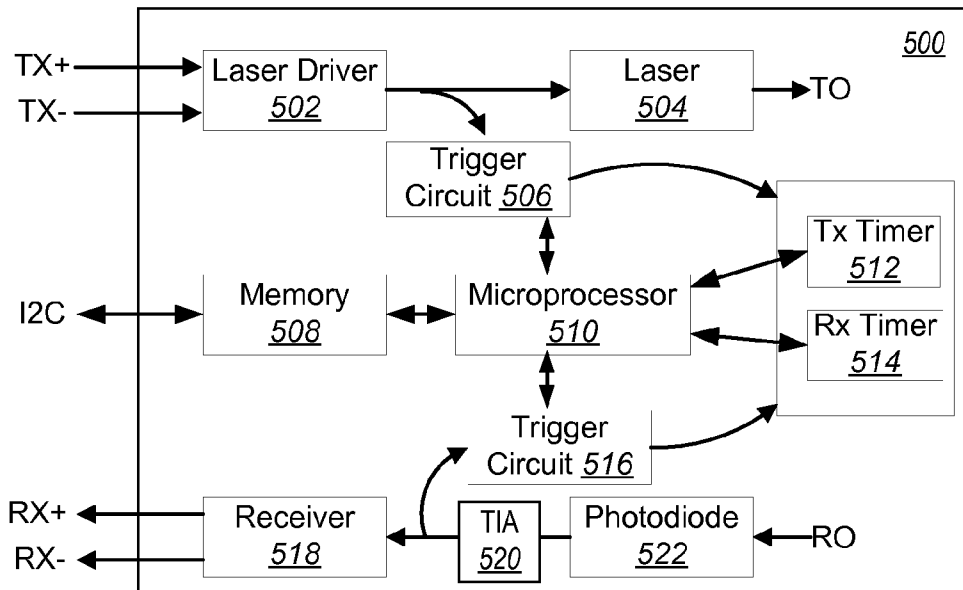 500
TX+
TX-
Laser Driver
502
Laser
504
TO
Trigger
Circuit 506
Tx Timer
512
I2C
Memory
508
Microprocessor
510
Rx Timer
514
Trigger
Circuit 516
RX+
RX-
Receiver
518
TIA
520
Photodiode
522
RO